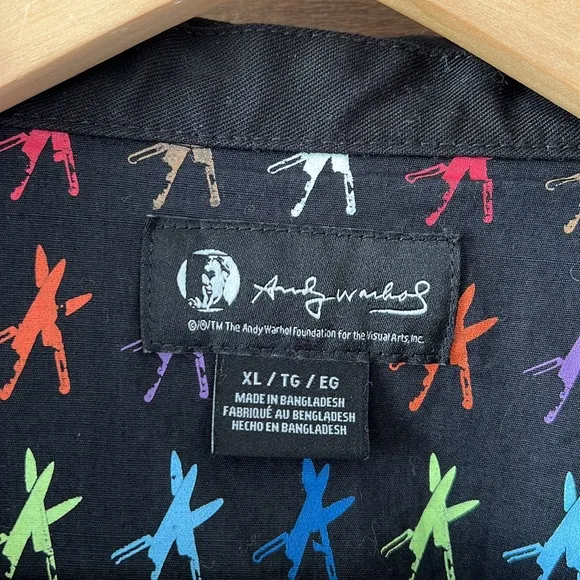 Andy Warhol
©/®/TM The Andy Warhol Foundation for the Visual Arts, Inc.
XL / TG / EG
MADE IN BANGLADESH
FABRIQUÉ AU BENGLADESH
HECHO EN BANGLADESH